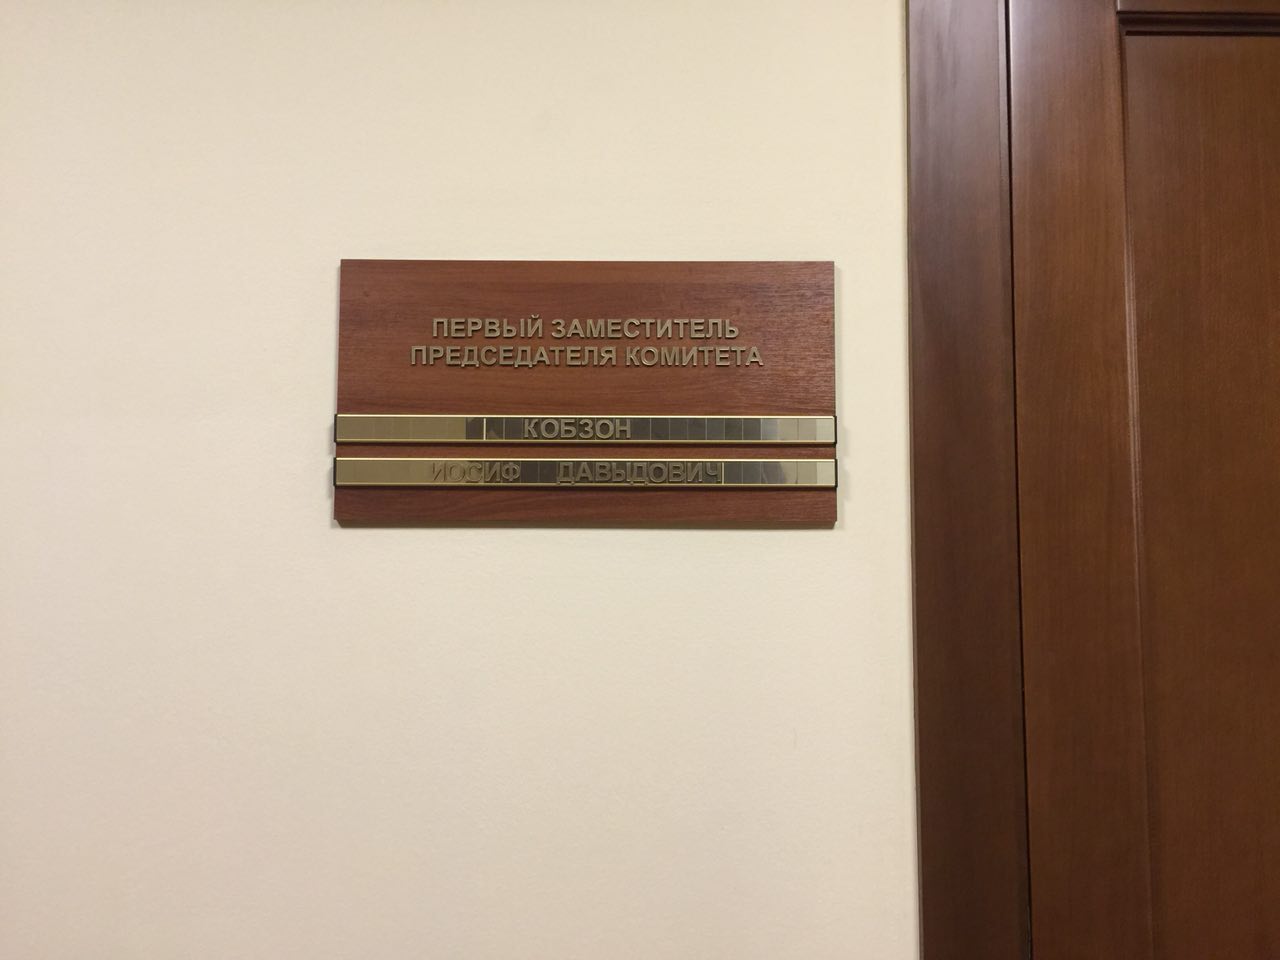 ПЕРВЫЙ ЗАМЕСТИТЕЛЬ
ПРЕДСЕДАТЕЛЯ КОМИТЕТА
КОБЗОН
ИОСИФ ДАВЫДОВИЧ